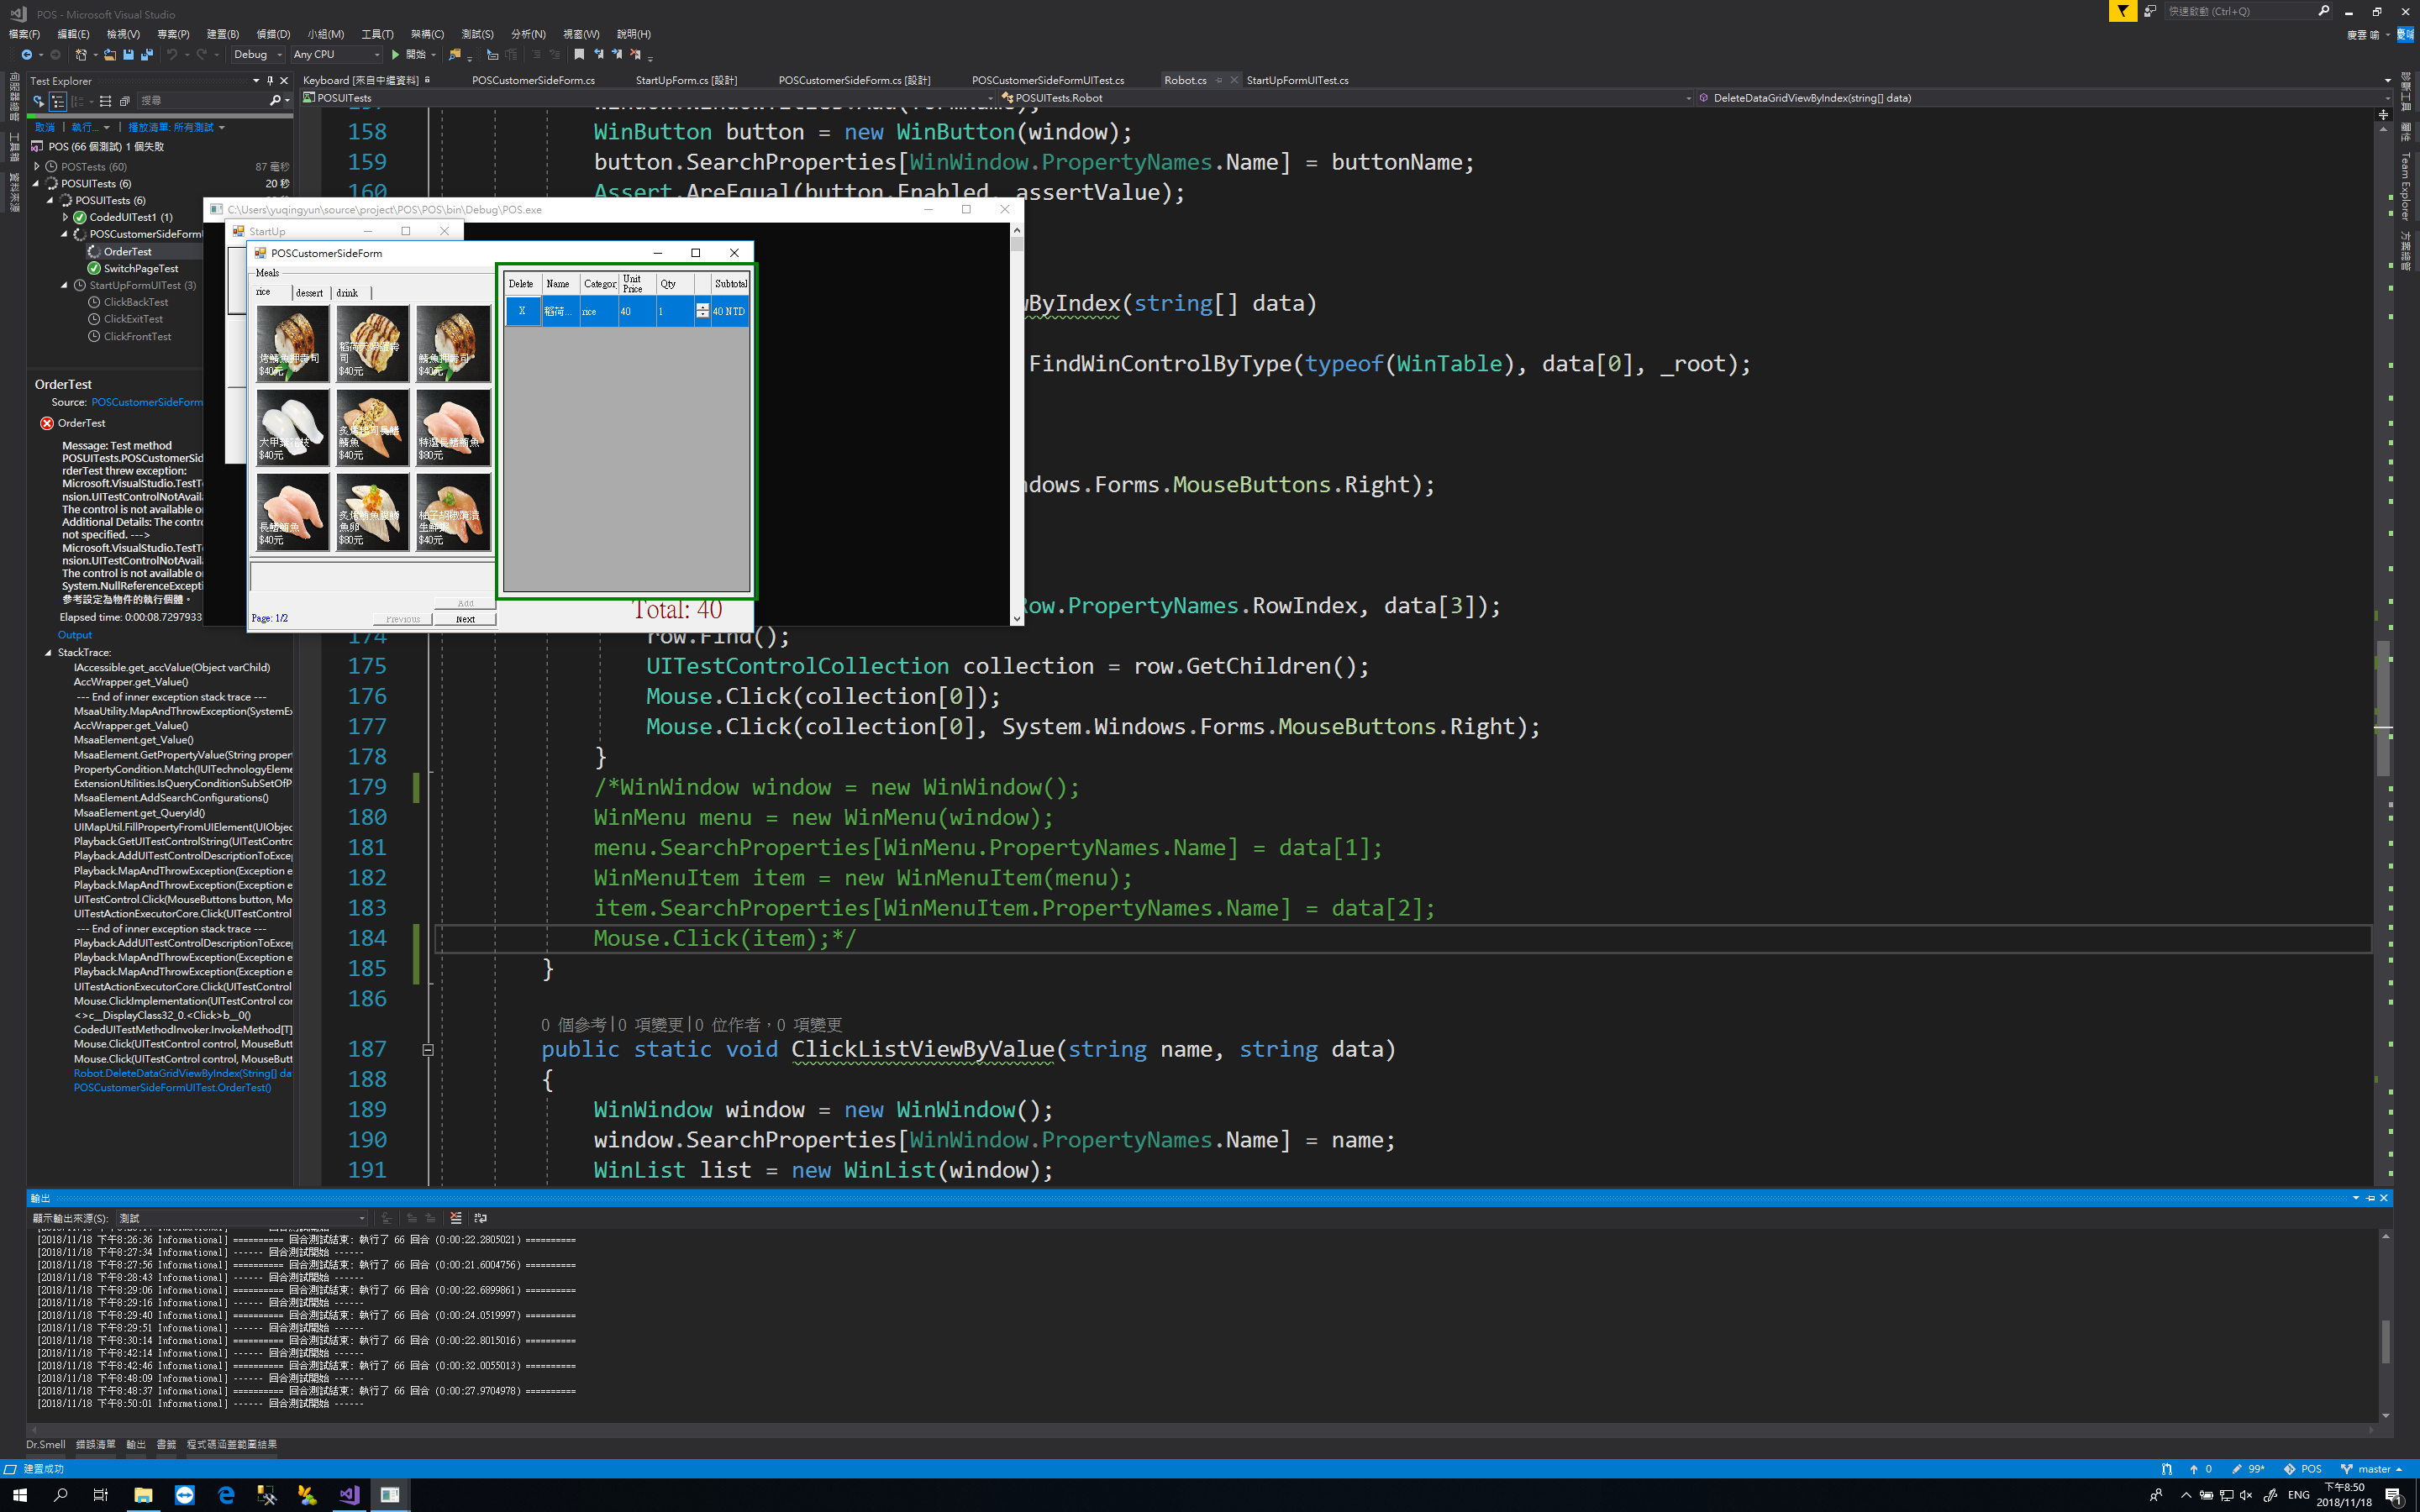 POS - Microsoft Visual Studio
快速啟動 (Ctrl+Q)
檔案(F) 編輯(E) 檢視(V) 專案(P) 建置(B) 偵錯(D) 小組(M) 工具(T) 架構(C) 測試(S) 分析(N) 視窗(W) 說明(H)
慶雲 喻
Debug Any CPU 開始
Test Explorer
Keyboard [來自中繼資料] POSCustomerSideForm.cs StartUpForm.cs [設計] POSCustomerSideForm.cs [設計] POSCustomerSideFormUITest.cs Robot.cs StartUpFormUITest.cs
搜尋
POSUITests POSUITests.Robot DeleteDataGridViewByIndex(string[] data)
取消 | 執行... | 播放清單: 所有測試
POS (66 個測試) 1 個失敗
POSTests (60) 87 毫秒
POSUITests (6) 20 秒
POSUITests (6)
CodedUITest1 (1)
POSCustomerSideFormU
OrderTest
SwitchPageTest
StartUpFormUITest (3)
ClickBackTest
ClickExitTest
ClickFrontTest
OrderTest
Source: POSCustomerSideForm
OrderTest
Message: Test method
POSUITests.POSCustomerSid
rderTest threw exception:
Microsoft.VisualStudio.TestTo
nsion.UITestControlNotAvaila
The control is not available or
Additional Details: The contro
not specified. --->
Microsoft.VisualStudio.TestTo
nsion.UITestControlNotAvaila
The control is not available or
System.NullReferenceExcepti
參考設定為物件的執行個體。
Elapsed time: 0:00:08.7297933
Output
StackTrace:
IAccessible.get_accValue(Object varChild)
AccWrapper.get_Value()
--- End of inner exception stack trace ---
MsaaUtility.MapAndThrowException(SystemEx
AccWrapper.get_Value()
MsaaElement.get_Value()
MsaaElement.GetPropertyValue(String propert
PropertyCondition.Match(IUITechnologyEleme
ExtensionUtilities.IsQueryConditionSubSetOfP
MsaaElement.AddSearchConfigurations()
MsaaElement.get_QueryId()
UIMapUtil.FillPropertyFromUIElement(UIObjec
Playback.GetUITestControlString(UITestContro
Playback.AddUITestControlDescriptionToExcep
Playback.MapAndThrowException(Exception e
Playback.MapAndThrowException(Exception e
UITestControl.Click(MouseButtons button, Mo
UITestActionExecutorCore.Click(UITestControl
--- End of inner exception stack trace ---
Playback.AddUITestControlDescriptionToExcep
Playback.MapAndThrowException(Exception e
Playback.MapAndThrowException(Exception e
UITestActionExecutorCore.Click(UITestControl
Mouse.ClickImplementation(UITestControl cor
<>c__DisplayClass32_0.<Click>b__0()
CodedUITestMethodInvoker.InvokeMethod[T]
Mouse.Click(UITestControl control, MouseButt
Mouse.Click(UITestControl control, MouseButt
Robot.DeleteDataGridViewByIndex(String[] da
POSCustomerSideFormUITest.OrderTest()
158 WinButton button = new WinButton(window);
159 button.SearchProperties[WinWindow.PropertyNames.Name] = buttonName;
160 Assert.AreEqual(button.Enabled, assertValue);
C:\Users\yuqingyun\source\project\POS\POS\bin\Debug\POS.exe
StartUp
POSCustomerSideForm
Meals
rice dessert drink
烤鯖魚押壽司
$40元
$40元
鯖魚押壽司
$40元
$40元
$40元
特選長鰭鮪魚
$80元
長鰭鮪魚
$40元
$80元
$40元
Add
Page: 1/2
Previous Next
Delete Name Categor Unit Price Qty Subtotal
X 稻荷... rice 40 1 40 NTD
Total: 40
wByIndex(string[] data)
FindWinControlByType(typeof(WinTable), data[0], _root);
ndows.Forms.MouseButtons.Right);
Row.PropertyNames.RowIndex, data[3]);
174 row.Find();
175 UITestControlCollection collection = row.GetChildren();
176 Mouse.Click(collection[0]);
177 Mouse.Click(collection[0], System.Windows.Forms.MouseButtons.Right);
178 }
179 /*WinWindow window = new WinWindow();
180 WinMenu menu = new WinMenu(window);
181 menu.SearchProperties[WinMenu.PropertyNames.Name] = data[1];
182 WinMenuItem item = new WinMenuItem(menu);
183 item.SearchProperties[WinMenuItem.PropertyNames.Name] = data[2];
184 Mouse.Click(item);*/
185 }
186
0 個參考|0 項變更|0 位作者，0 項變更
187 public static void ClickListViewByValue(string name, string data)
188 {
189 WinWindow window = new WinWindow();
190 window.SearchProperties[WinWindow.PropertyNames.Name] = name;
191 WinList list = new WinList(window);
Team Explorer
輸出
顯示輸出來源(S): 測試
[2018/11/18 下午8:26:36 Informational] ========== 回合測試結束: 執行了 66 回合 (0:00:22.2805021) ==========
[2018/11/18 下午8:27:34 Informational] ------ 回合測試開始 ------
[2018/11/18 下午8:27:56 Informational] ========== 回合測試結束: 執行了 66 回合 (0:00:21.6004756) ==========
[2018/11/18 下午8:28:43 Informational] ------ 回合測試開始 ------
[2018/11/18 下午8:29:06 Informational] ========== 回合測試結束: 執行了 66 回合 (0:00:22.6899861) ==========
[2018/11/18 下午8:29:16 Informational] ------ 回合測試開始 ------
[2018/11/18 下午8:29:40 Informational] ========== 回合測試結束: 執行了 66 回合 (0:00:24.0519997) ==========
[2018/11/18 下午8:29:51 Informational] ------ 回合測試開始 ------
[2018/11/18 下午8:30:14 Informational] ========== 回合測試結束: 執行了 66 回合 (0:00:22.8015016) ==========
[2018/11/18 下午8:42:14 Informational] ------ 回合測試開始 ------
[2018/11/18 下午8:42:46 Informational] ========== 回合測試結束: 執行了 66 回合 (0:00:32.0055013) ==========
[2018/11/18 下午8:48:09 Informational] ------ 回合測試開始 ------
[2018/11/18 下午8:48:37 Informational] ========== 回合測試結束: 執行了 66 回合 (0:00:27.9704978) ==========
[2018/11/18 下午8:50:01 Informational] ------ 回合測試開始 ------
Dr.Smell 錯誤清單 輸出 書籤 程式碼涵蓋範圍結果
建置成功 0 99* POS master
ENG 下午8:50
2018/11/18